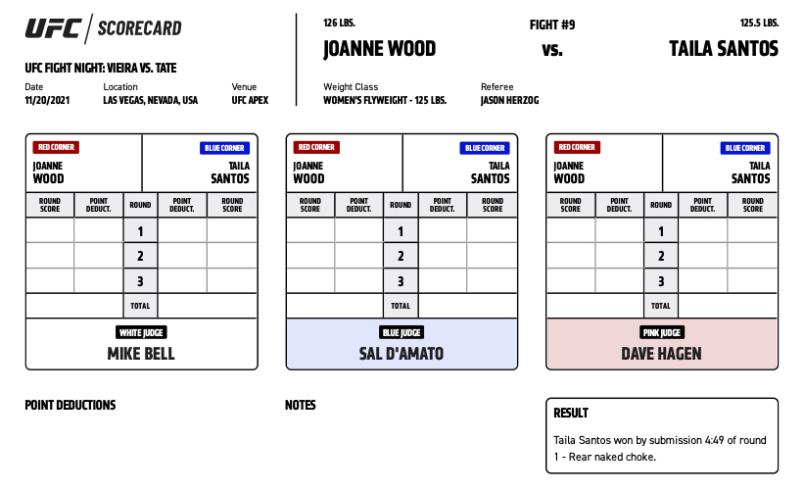 UFC / SCORECARD
UFC FIGHT NIGHT: VIEIRA VS. TATE
Date Location Venue
11/20/2021 LAS VEGAS, NEVADA, USA UFC APEX
126 LBS. FIGHT #9 125.5 LBS.
JOANNE WOOD VS. TAILA SANTOS
Weight Class Referee
WOMEN'S FLYWEIGHT - 125 LBS. JASON HERZOG
RED CORNER BLUE CORNER
JOANNE TAILA
WOOD SANTOS
ROUND SCORE POINT DEDUCT. ROUND POINT DEDUCT. ROUND SCORE
1
2
3
TOTAL
WHITE JUDGE
MIKE BELL
RED CORNER BLUE CORNER
JOANNE TAILA
WOOD SANTOS
ROUND SCORE POINT DEDUCT. ROUND POINT DEDUCT. ROUND SCORE
1
2
3
TOTAL
BLUE JUDGE
SAL D'AMATO
RED CORNER BLUE CORNER
JOANNE TAILA
WOOD SANTOS
ROUND SCORE POINT DEDUCT. ROUND POINT DEDUCT. ROUND SCORE
1
2
3
TOTAL
PINK JUDGE
DAVE HAGEN
POINT DEDUCTIONS
NOTES
RESULT
Taila Santos won by submission 4:49 of round
1 - Rear naked choke.